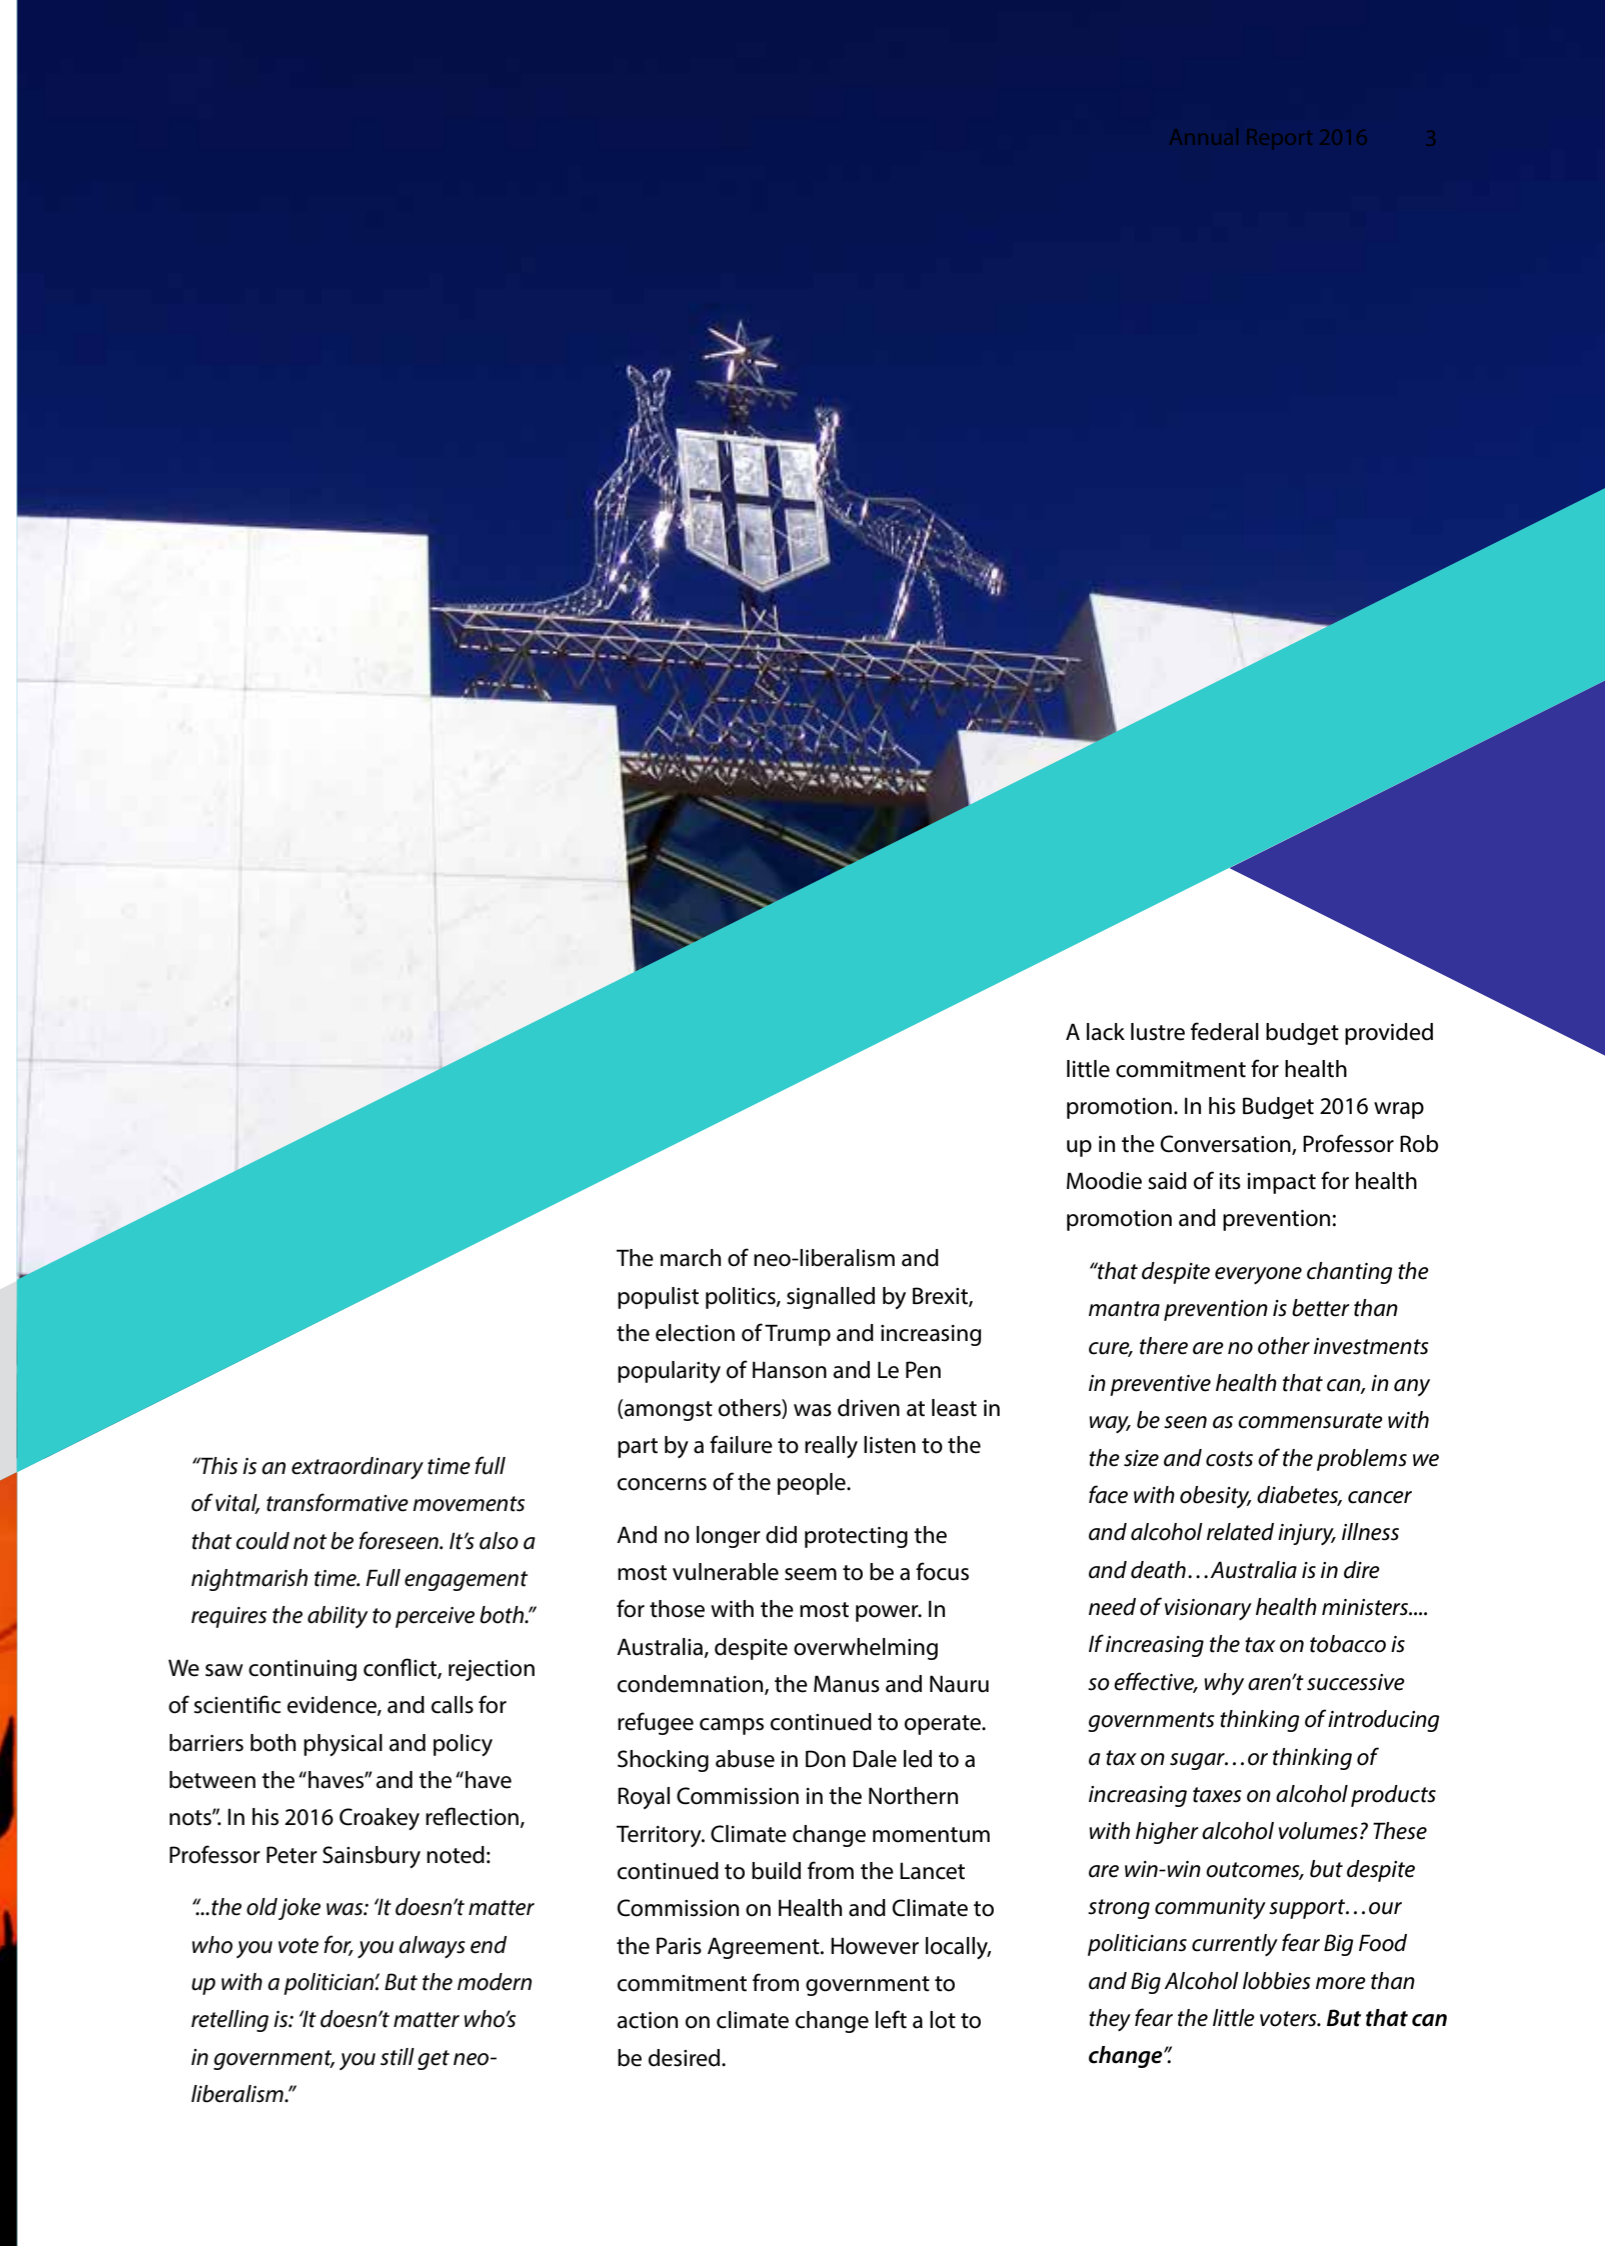 Annual Report 2016 3
“This is an extraordinary time full
of vital, transformative movements
that could not be foreseen. It’s also a
nightmarish time. Full engagement
requires the ability to perceive both.”
We saw continuing conflict, rejection
of scientific evidence, and calls for
barriers both physical and policy
between the “haves” and the “have
nots”. In his 2016 Croakey reflection,
Professor Peter Sainsbury noted:
“...the old joke was: ‘It doesn’t matter
who you vote for, you always end
up with a politician’. But the modern
retelling is: ‘It doesn’t matter who’s
in government, you still get neo-
liberalism.”
The march of neo-liberalism and
populist politics, signalled by Brexit,
the election of Trump and increasing
popularity of Hanson and Le Pen
(amongst others) was driven at least in
part by a failure to really listen to the
concerns of the people.
And no longer did protecting the
most vulnerable seem to be a focus
for those with the most power. In
Australia, despite overwhelming
condemnation, the Manus and Nauru
refugee camps continued to operate.
Shocking abuse in Don Dale led to a
Royal Commission in the Northern
Territory. Climate change momentum
continued to build from the Lancet
Commission on Health and Climate to
the Paris Agreement. However locally,
commitment from government to
action on climate change left a lot to
be desired.
A lack lustre federal budget provided
little commitment for health
promotion. In his Budget 2016 wrap
up in the Conversation, Professor Rob
Moodie said of its impact for health
promotion and prevention:
“that despite everyone chanting the
mantra prevention is better than
cure, there are no other investments
in preventive health that can, in any
way, be seen as commensurate with
the size and costs of the problems we
face with obesity, diabetes, cancer
and alcohol related injury, illness
and death…Australia is in dire
need of visionary health ministers....
If increasing the tax on tobacco is
so effective, why aren’t successive
governments thinking of introducing
a tax on sugar…or thinking of
increasing taxes on alcohol products
with higher alcohol volumes? These
are win-win outcomes, but despite
strong community support…our
politicians currently fear Big Food
and Big Alcohol lobbies more than
they fear the little voters. But that can
change”.